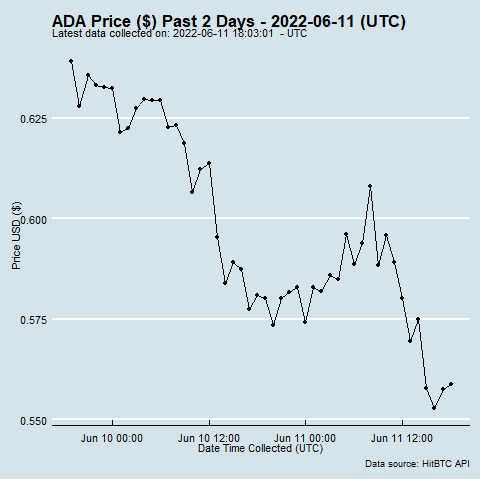 ADA Price ($) Past 2 Days - 2022-06-11 (UTC)
Latest data collected on: 2022-06-11 18:03:01 - UTC
0.625
0.600
0.575
0.550
Price USD ($)
Jun 10 00:00 Jun 10 12:00 Jun 11 00:00 Jun 11 12:00
Date Time Collected (UTC)
Data source: HitBTC API